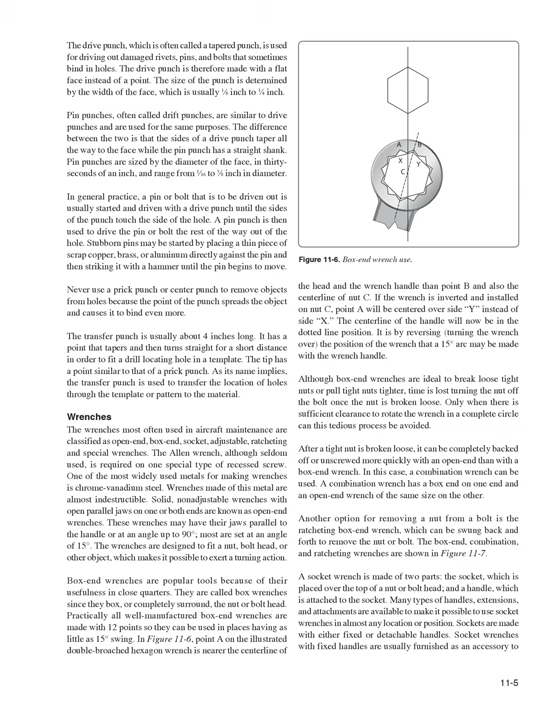 The drive punch, which is often called a tapered punch, is used
for driving out damaged rivets, pins, and bolts that sometimes
bind in holes. The drive punch is therefore made with a flat
face instead of a point. The size of the punch is determined
by the width of the face, which is usually ⅛ inch to ¼ inch.
Pin punches, often called drift punches, are similar to drive
punches and are used for the same purposes. The difference
between the two is that the sides of a drive punch taper all
the way to the face while the pin punch has a straight shank.
Pin punches are sized by the diameter of the face, in thirty-
seconds of an inch, and range from to inch in diameter.
In general practice, a pin or bolt that is to be driven out is
usually started and driven with a drive punch until the sides
of the punch touch the side of the hole. A pin punch is then
used to drive the pin or bolt the rest of the way out of the
hole. Stubborn pins may be started by placing a thin piece of
scrap copper, brass, or aluminum directly against the pin and
then striking it with a hammer until the pin begins to move.
Never use a prick punch or center punch to remove objects
from holes because the point of the punch spreads the object
and causes it to bind even more.
The transfer punch is usually about 4 inches long. It has a
point that tapers and then turns straight for a short distance
in order to fit a drill locating hole in a template. The tip has
a point similar to that of a prick punch. As its name implies,
the transfer punch is used to transfer the location of holes
through the template or pattern to the material.
Wrenches
The wrenches most often used in aircraft maintenance are
classified as open-end, box-end, socket, adjustable, ratcheting
and special wrenches. The Allen wrench, although seldom
used, is required on one special type of recessed screw.
One of the most widely used metals for making wrenches
is chrome-vanadium steel. Wrenches made of this metal are
almost indestructible. Solid, nonadjustable wrenches with
open parallel jaws on one or both ends are known as open-end
wrenches. These wrenches may have their jaws parallel to
the handle or at an angle up to 90°; most are set at an angle
of 15°. The wrenches are designed to fit a nut, bolt head, or
other object, which makes it possible to exert a turning action.
Box-end wrenches are popular tools because of their
usefulness in close quarters. They are called box wrenches
since they box, or completely surround, the nut or bolt head.
Practically all well-manufactured box-end wrenches are
made with 12 points so they can be used in places having as
little as 15° swing. In Figure 11-6, point A on the illustrated
double-broached hexagon wrench is nearer the centerline of
A
B
X
Y
C
Figure 11-6. Box-end wrench use.
the head and the wrench handle than point B and also the
centerline of nut C. If the wrench is inverted and installed
on nut C, point A will be centered over side “Y” instead of
side “X.” The centerline of the handle will now be in the
dotted line position. It is by reversing (turning the wrench
over) the position of the wrench that a 15° arc may be made
with the wrench handle.
Although box-end wrenches are ideal to break loose tight
nuts or pull tight nuts tighter, time is lost turning the nut off
the bolt once the nut is broken loose. Only when there is
sufficient clearance to rotate the wrench in a complete circle
can this tedious process be avoided.
After a tight nut is broken loose, it can be completely backed
off or unscrewed more quickly with an open-end than with a
box-end wrench. In this case, a combination wrench can be
used. A combination wrench has a box end on one end and
an open-end wrench of the same size on the other.
Another option for removing a nut from a bolt is the
ratcheting box-end wrench, which can be swung back and
forth to remove the nut or bolt. The box-end, combination,
and ratcheting wrenches are shown in Figure 11-7.
A socket wrench is made of two parts: the socket, which is
placed over the top of a nut or bolt head; and a handle, which
is attached to the socket. Many types of handles, extensions,
and attachments are available to make it possible to use socket
wrenches in almost any location or position. Sockets are made
with either fixed or detachable handles. Socket wrenches
with fixed handles are usually furnished as an accessory to
11-5